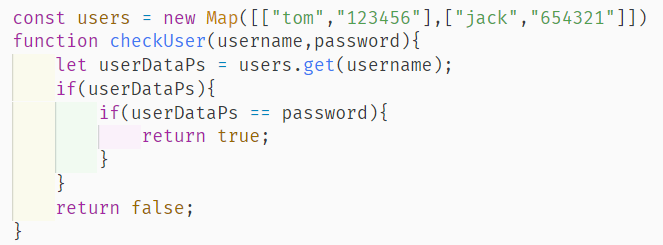 const users = new Map([["tom","123456"],["jack","654321"]])
function checkUser(username,password){
    let userDataPs = users.get(username);
    if(userDataPs){
        if(userDataPs == password){
            return true;
        }
    }
    return false;
}